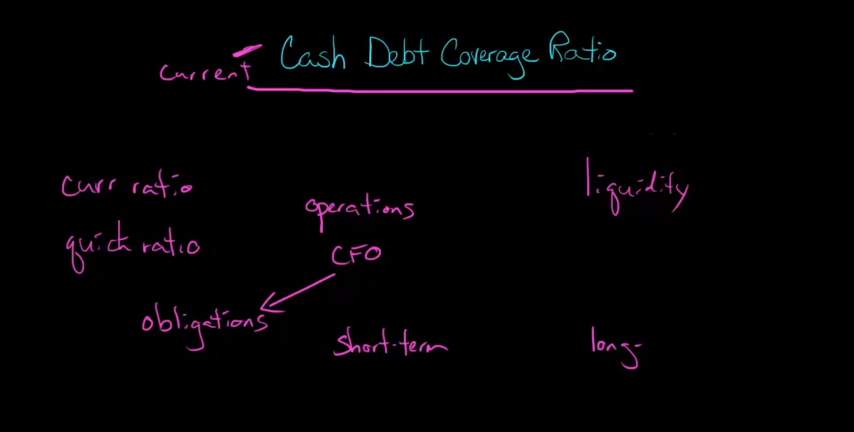 Cash Debt Coverage Ratio
current
curr ratio
liquidity
operations
quick ratio
CFO
obligations
short-term
long-